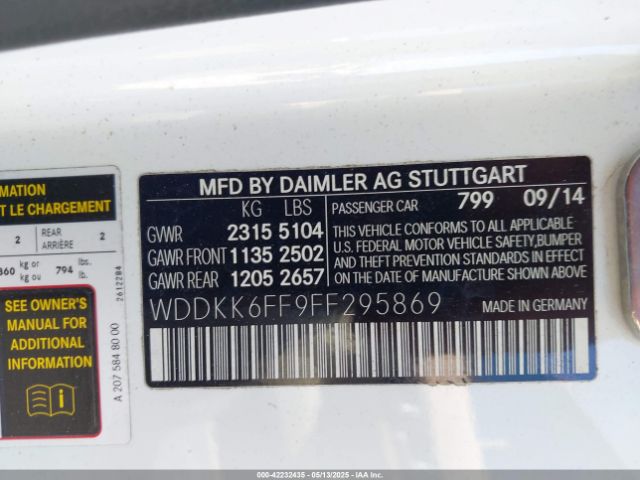 MATION
T LE CHARGEMENT
2 REAR ARRIÈRE 2
360 kg or kg ou 794 lbs. lb.
SEE OWNER'S
MANUAL FOR
ADDITIONAL
INFORMATION
A 207 584 80 00
2612204
MFD BY DAIMLER AG STUTTGART
KG LBS
GVWR 2315 5104
GAWR FRONT 1135 2502
GAWR REAR 1205 2657
PASSENGER CAR 799 09/14
THIS VEHICLE CONFORMS TO ALL APPLICABLE
U.S. FEDERAL MOTOR VEHICLE SAFETY,BUMPER
AND THEFT PREVENTION STANDARDS IN EFFECT
ON THE DATE OF MANUFACTURE SHOWN ABOVE
WDDKK6FF9FF295869
MADE IN GERMANY
000-42232435 05/13/2025 IAAI.COM